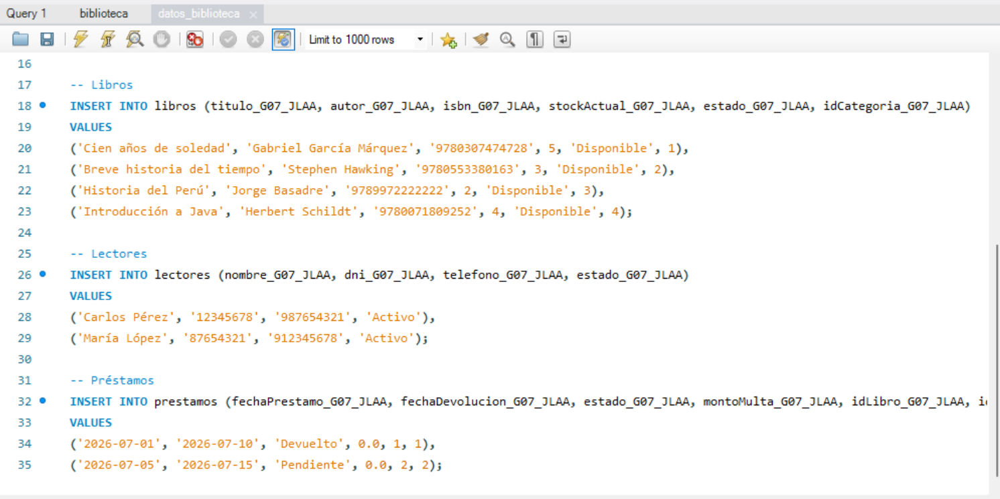 Query 1 biblioteca datos_biblioteca
Limit to 1000 rows
16
17 -- Libros
18 INSERT INTO libros (titulo_G07_JLAA, autor_G07_JLAA, isbn_G07_JLAA, stockActual_G07_JLAA, estado_G07_JLAA, idCategoria_G07_JLAA)
19 VALUES
20 ('Cien años de soledad', 'Gabriel García Márquez', '9780307474728', 5, 'Disponible', 1),
21 ('Breve historia del tiempo', 'Stephen Hawking', '9780553380163', 3, 'Disponible', 2),
22 ('Historia del Perú', 'Jorge Basadre', '9789972222222', 2, 'Disponible', 3),
23 ('Introducción a Java', 'Herbert Schildt', '9780071809252', 4, 'Disponible', 4);
24
25 -- Lectores
26 INSERT INTO lectores (nombre_G07_JLAA, dni_G07_JLAA, telefono_G07_JLAA, estado_G07_JLAA)
27 VALUES
28 ('Carlos Pérez', '12345678', '987654321', 'Activo'),
29 ('María López', '87654321', '912345678', 'Activo');
30
31 -- Préstamos
32 INSERT INTO prestamos (fechaPrestamo_G07_JLAA, fechaDevolucion_G07_JLAA, estado_G07_JLAA, montoMulta_G07_JLAA, idLibro_G07_JLAA,
33 VALUES
34 ('2026-07-01', '2026-07-10', 'Devuelto', 0.0, 1, 1),
35 ('2026-07-05', '2026-07-15', 'Pendiente', 0.0, 2, 2);